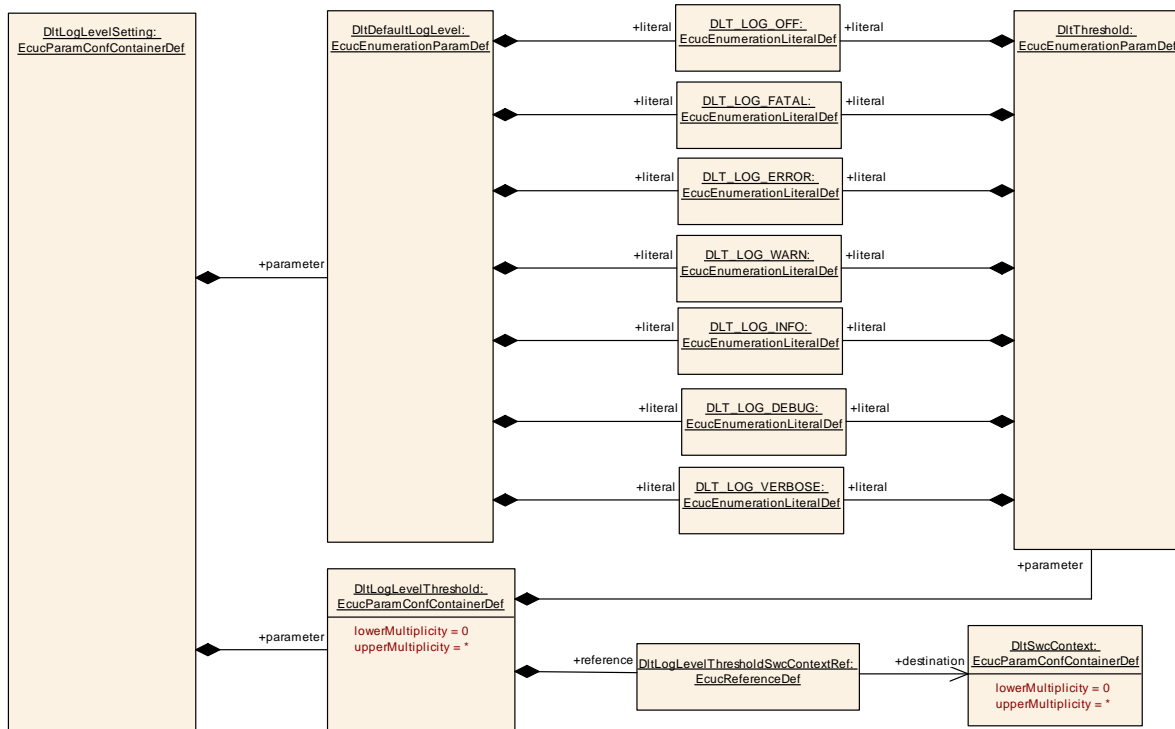 DltLogLevelSetting:
EcucParamConfContainerDef
DltDefaultLogLevel:
EcucEnumerationParamDef
+literal
DLT_LOG_OFF:
EcucEnumerationLiteralDef
+literal
DltThreshold:
EcucEnumerationParamDef
+literal
DLT_LOG_FATAL:
EcucEnumerationLiteralDef
+literal
+literal
DLT_LOG_ERROR:
EcucEnumerationLiteralDef
+literal
+literal
DLT_LOG_WARN:
EcucEnumerationLiteralDef
+literal
+parameter
+literal
DLT_LOG_INFO:
EcucEnumerationLiteralDef
+literal
+literal
DLT_LOG_DEBUG:
EcucEnumerationLiteralDef
+literal
+literal
DLT_LOG_VERBOSE:
EcucEnumerationLiteralDef
+literal
+parameter
DltLogLevelThreshold:
EcucParamConfContainerDef
lowerMultiplicity = 0
upperMultiplicity = *
+parameter
+reference
DltLogLevelThresholdSwcContextRef:
EcucReferenceDef
+destination
DltSwcContext:
EcucParamConfContainerDef
lowerMultiplicity = 0
upperMultiplicity = *